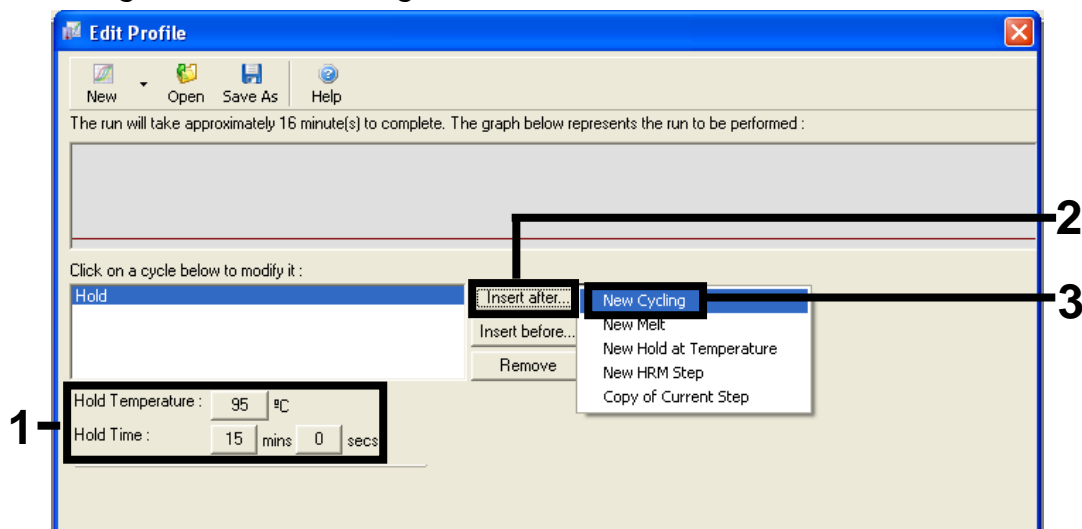 Edit Profile
New Open Save As Help
The run will take approximately 16 minute(s) to complete. The graph below represents the run to be performed :
2
Click on a cycle below to modify it :
Hold
Insert after...
New Cycling
3
Insert before...
New Melt
New Hold at Temperature
Remove
New HRM Step
Copy of Current Step
1
Hold Temperature : 95 ºC
Hold Time : 15 mins 0 secs